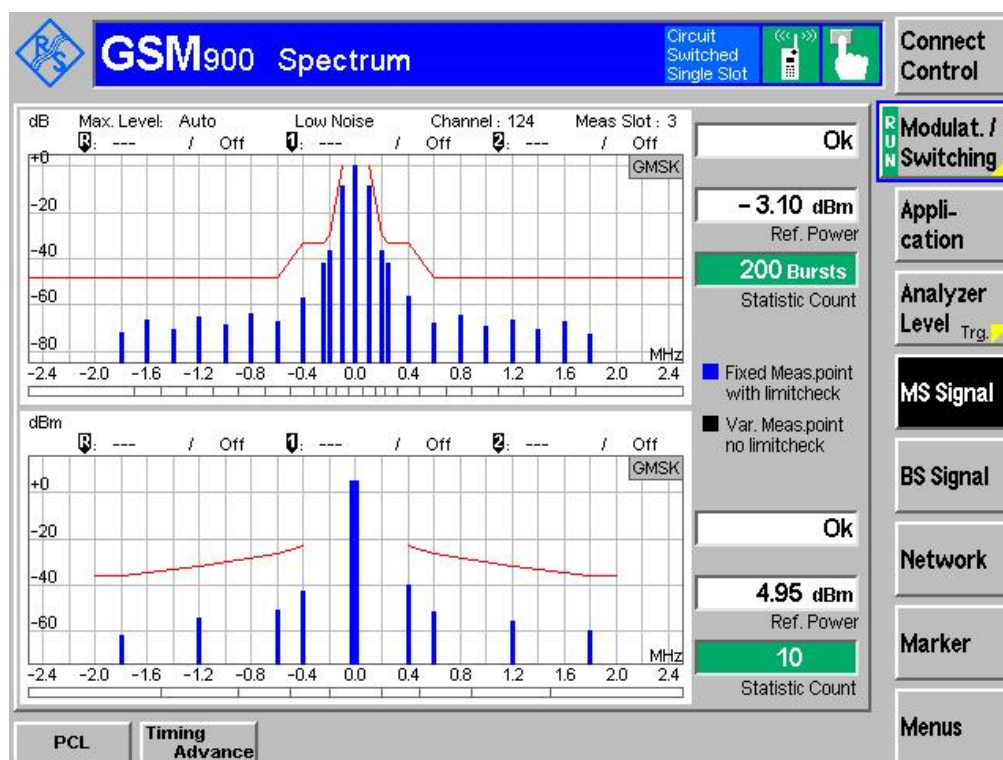 R&S
GSM900 Spectrum
Circuit
Switched
Single Slot
Connect
Control
dB Max. Level: Auto Low Noise Channel : 124 Meas Slot : 3
R: --- / Off 1: --- / Off 2: --- / Off
GMSK
+0
-20
-40
-60
-80
MHz
-2.4 -2.0 -1.6 -1.2 -0.8 -0.4 0.0 0.4 0.8 1.2 1.6 2.0 2.4
Ok
- 3.10 dBm
Ref. Power
200 Bursts
Statistic Count
Fixed Meas.point
with limitcheck
Var. Meas.point
no limitcheck
dBm
R: --- / Off 1: --- / Off 2: --- / Off
GMSK
+0
-20
-40
-60
MHz
-2.4 -2.0 -1.6 -1.2 -0.8 -0.4 0.0 0.4 0.8 1.2 1.6 2.0 2.4
Ok
4.95 dBm
Ref. Power
10
Statistic Count
RUN
Modulat. /
Switching
Appli-
cation
Analyzer
Level Trg.
MS Signal
BS Signal
Network
Marker
Menus
PCL
Timing
Advance